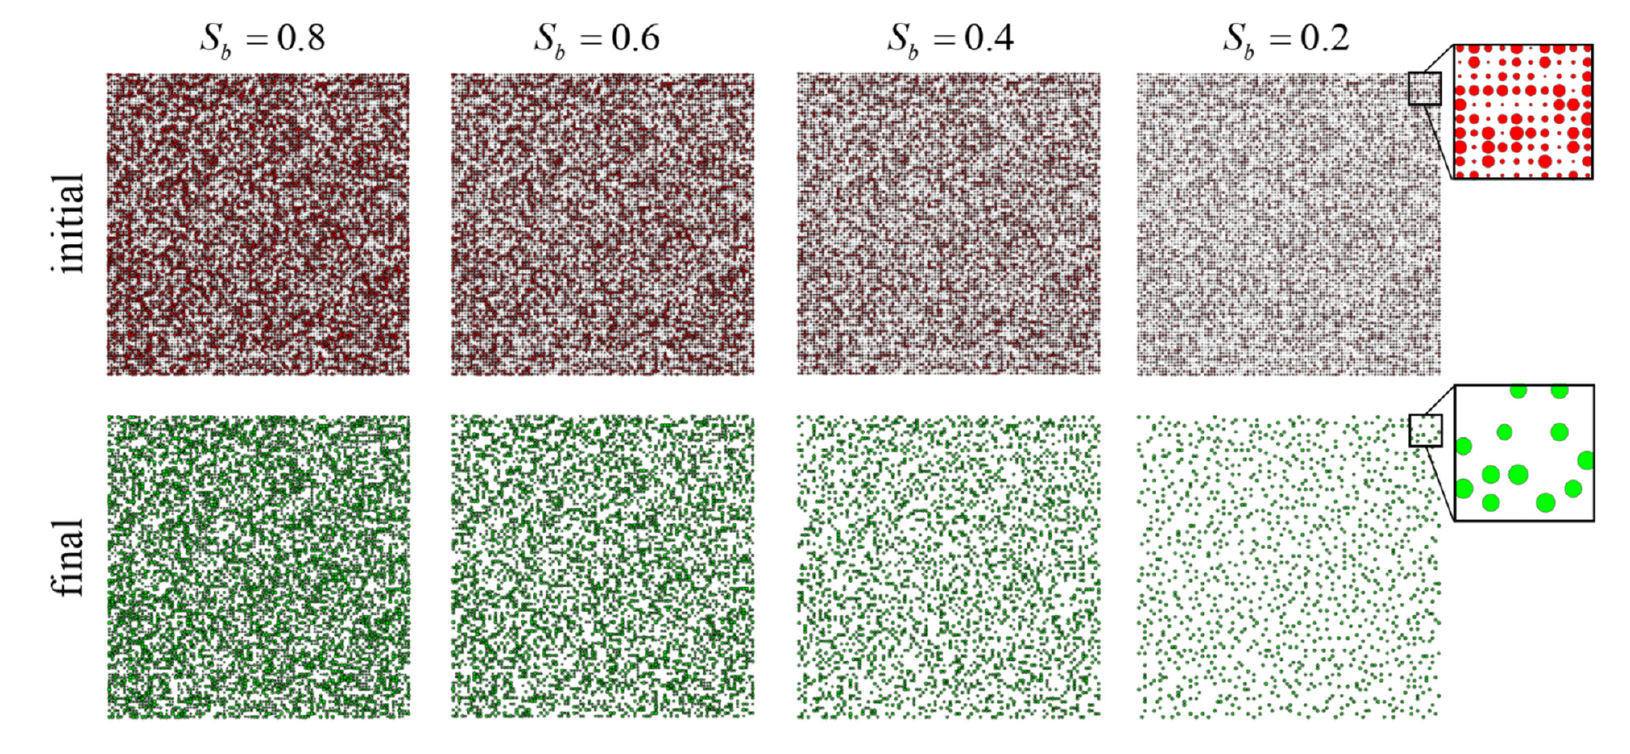 S_b = 0.8
S_b = 0.6
S_b = 0.4
S_b = 0.2
initial
final